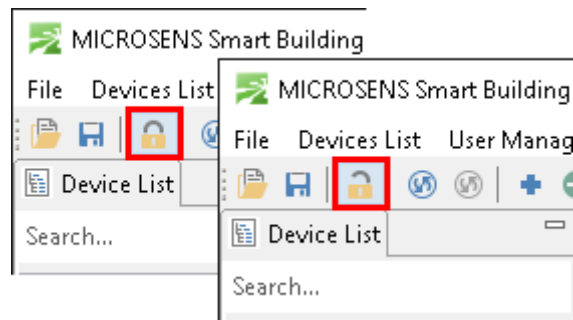 MICROSENS Smart Building
File Devices List
Device List
Search...
MICROSENS Smart Building
File Devices List User Manag
Device List
Search...